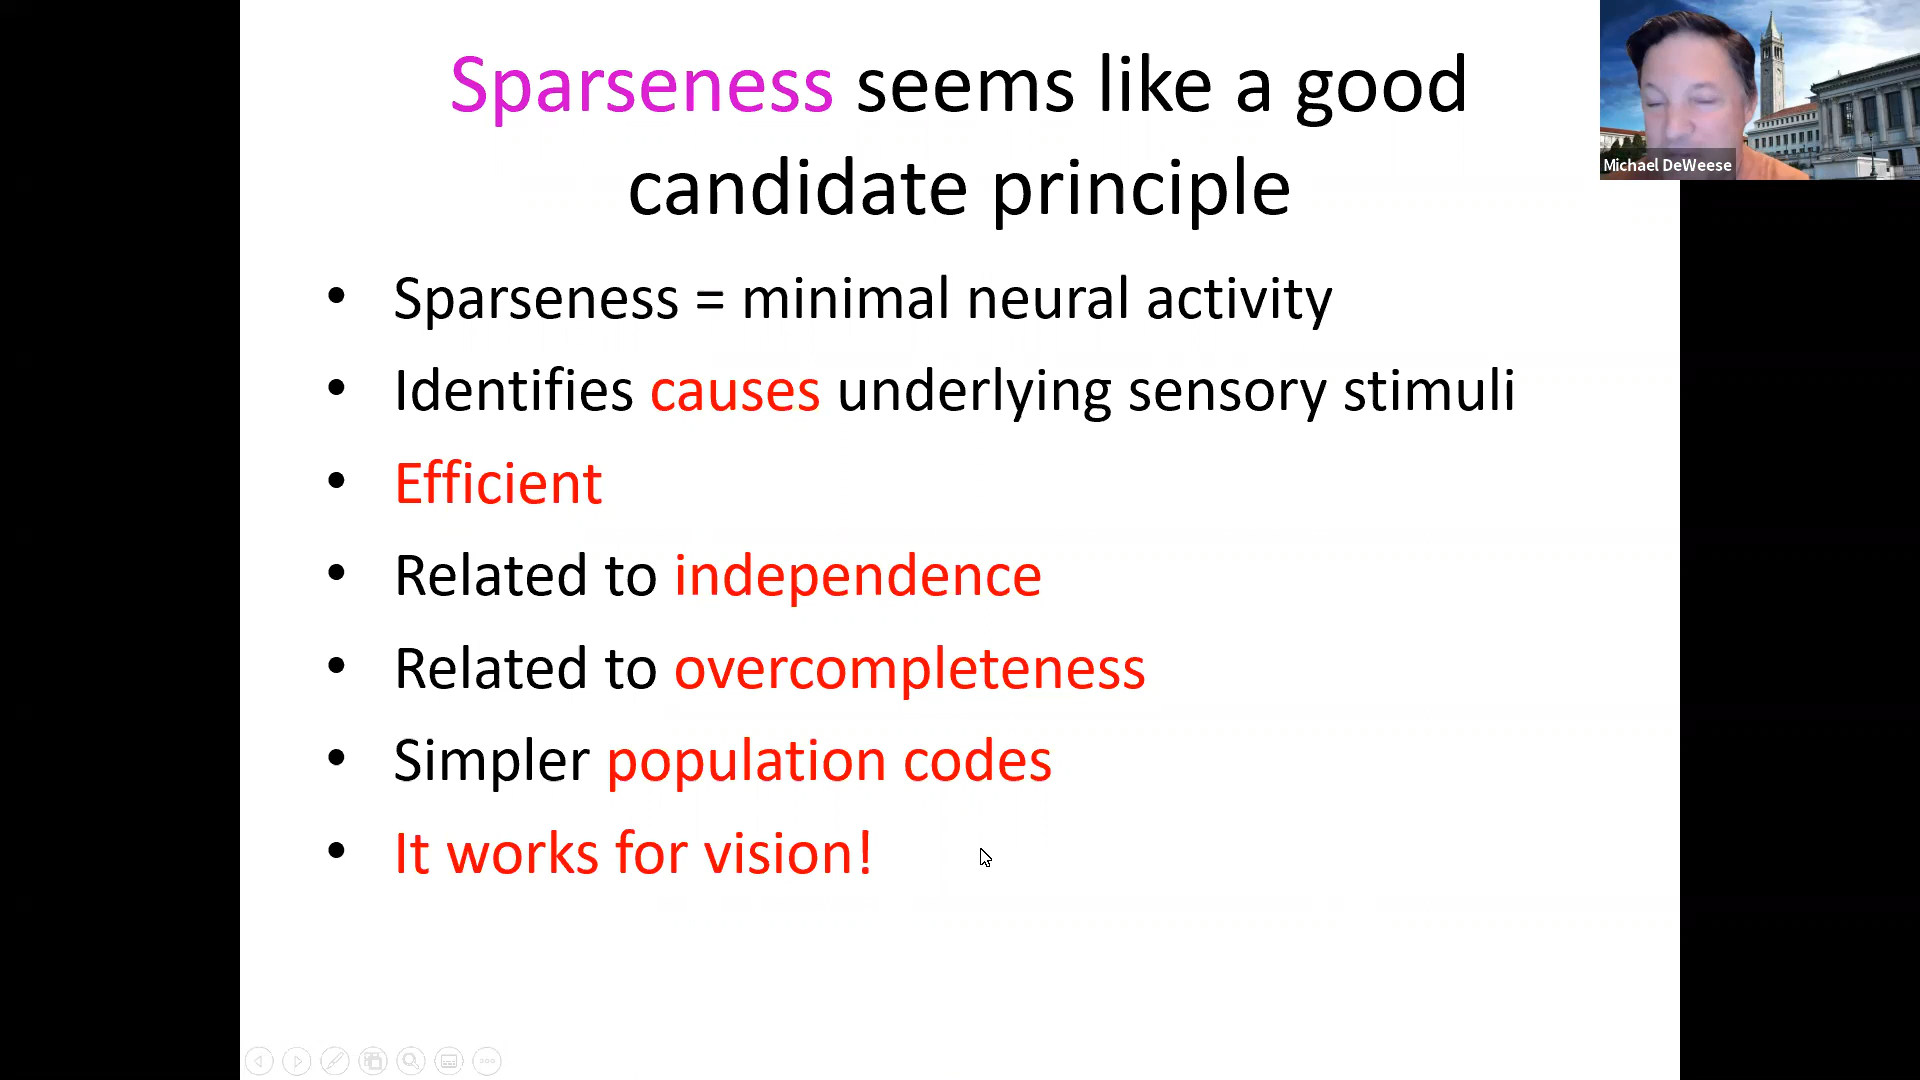 Sparseness seems like a good
candidate principle
• Sparseness = minimal neural activity
• Identifies causes underlying sensory stimuli
• Efficient
• Related to independence
• Related to overcompleteness
• Simpler population codes
• It works for vision!
Michael DeWeese